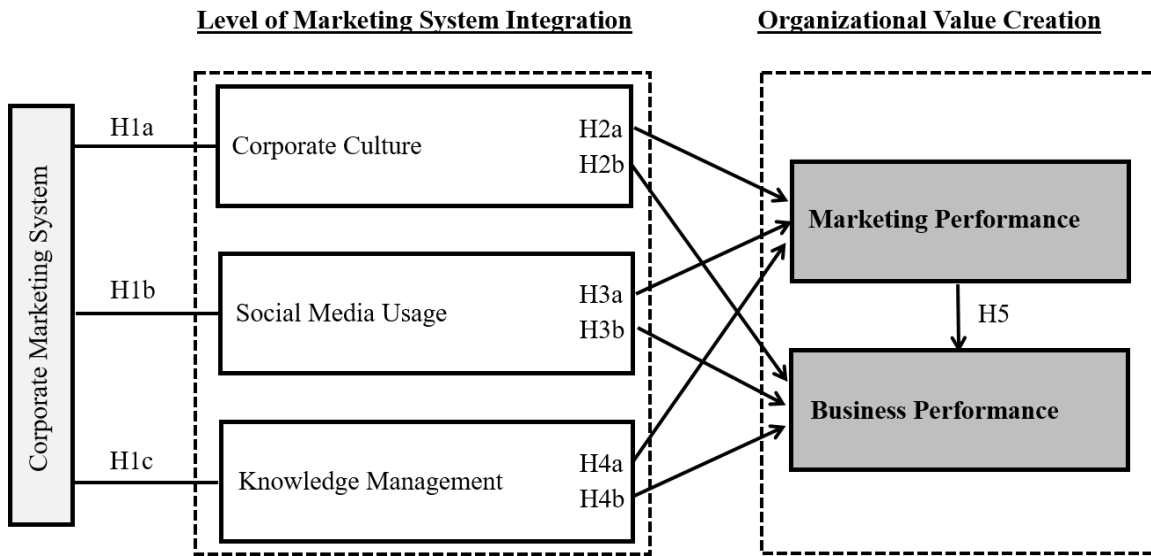 Level of Marketing System Integration
Organizational Value Creation
Corporate Marketing System
H1a
Corporate Culture
H2a
H2b
Marketing Performance
H1b
Social Media Usage
H3a
H3b
H5
Business Performance
H1c
Knowledge Management
H4a
H4b